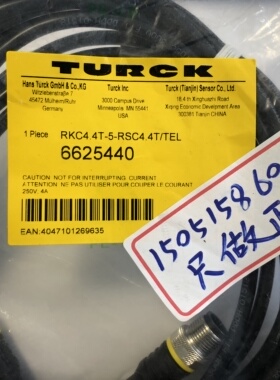 TURCK
Hans Turck GmbH & Co.,KG
Witzlebenstraße 7
45472 Mülheim/Ruhr
Germany
Turck Inc
3000 Campus Drive
Minneapolis MN 55441
USA
Turck (Tianjin) Sensor Co., Ltd.
18,4 th Xinghuazhi Road
Xiqing Economic Development Area
300381 Tianjin CHINA
1 Piece RKC4.4T-5-RSC4.4T/TEL
6625440
CAUTION: NOT FOR INTERRUPTING CURRENT.
ATTENTION: NE PAS UTILISER POUR COUPER LE COURANT
250V; 4A
EAN:4047101269635
150515860
只做正